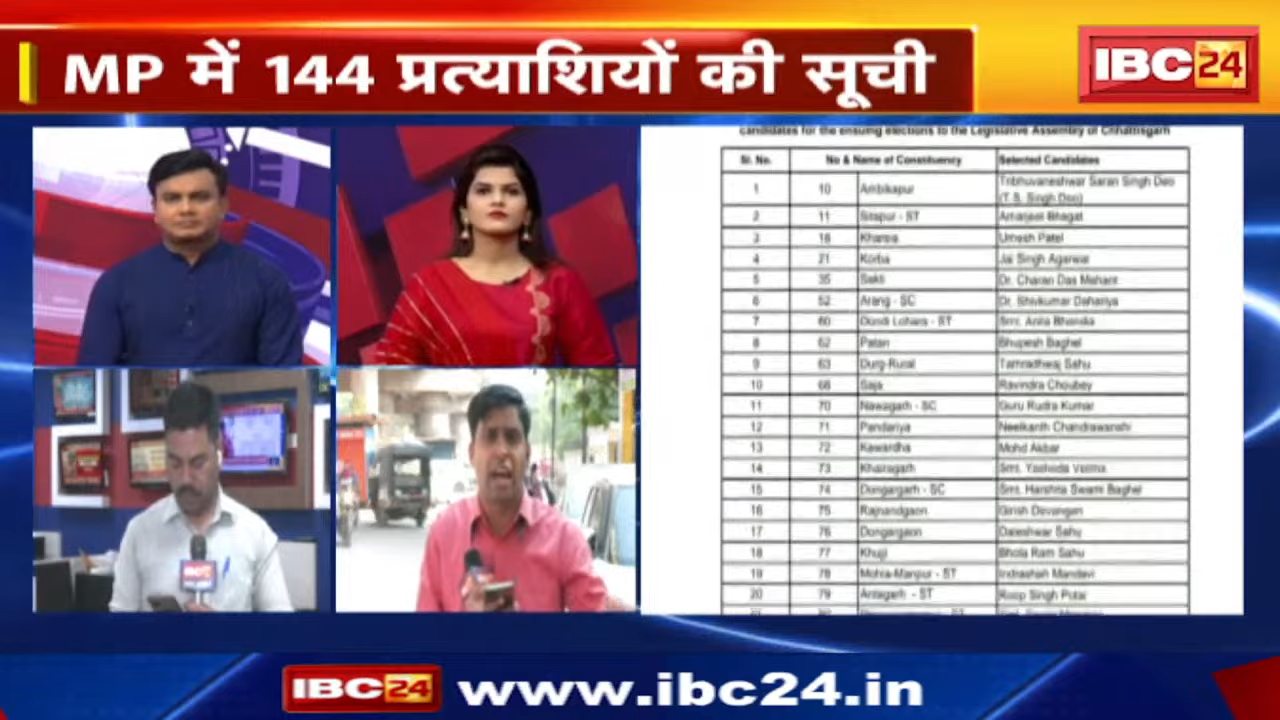 MP में 144 प्रत्याशियों की सूची
IBC24
candidates for the ensuing elections to the Legislative Assembly of Chhattisgarh
Sl. No. No & Name of Constituency Selected Candidates
1 10 Ambikapur Tribhuvaneshwar Saran Singh Deo
(T.S. Singh Deo)
2 11 Sitapur - ST Amarjeet Bhagat
3 18 Kharsia Umesh Patel
4 21 Korba Jai Singh Agarwal
5 35 Sakti Dr. Charan Das Mahant
6 52 Arang - SC Dr. Shivkumar Dahariya
7 60 Dondi Lohara - ST Smt. Anila Bhendia
8 62 Patan Bhupesh Baghel
9 63 Durg-Rural Tamradhwaj Sahu
10 68 Saja Ravindra Choubey
11 70 Nawagarh - SC Guru Rudra Kumar
12 71 Pandariya Neelkanth Chandrawanshi
13 72 Kawardha Mohd Akbar
14 73 Khairagarh Smt. Yashoda Verma
15 74 Dongargarh - SC Smt. Harshita Swami Baghel
16 75 Rajnandgaon Girish Devangan
17 76 Dongargaon Daleshwar Sahu
18 77 Khuji Bhola Ram Sahu
19 78 Mohla-Manpur - ST Indrashah Mandavi
20 79 Antagarh - ST Roop Singh Potai
IBC24 www.ibc24.in